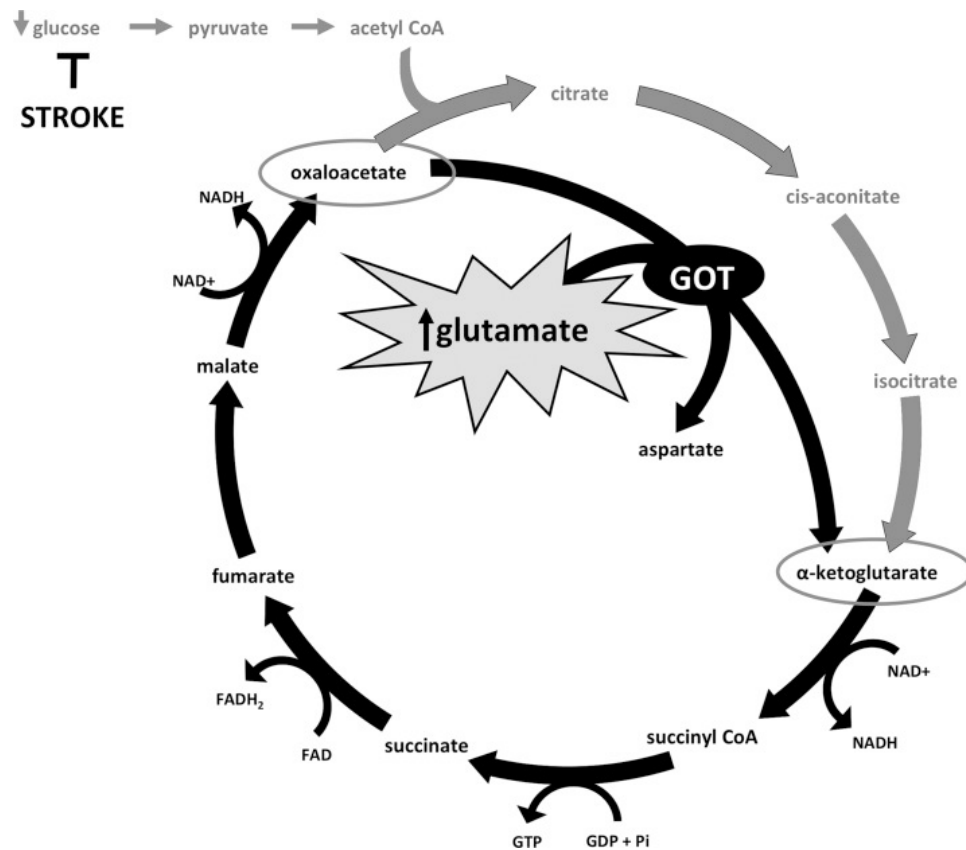 glucose
pyruvate
acetyl CoA
STROKE
citrate
oxaloacetate
cis-aconitate
NADH
NAD+
GOT
glutamate
malate
isocitrate
aspartate
fumarate
α-ketoglutarate
NAD+
FADH₂
FAD
succinate
succinyl CoA
NADH
GTP
GDP + Pi